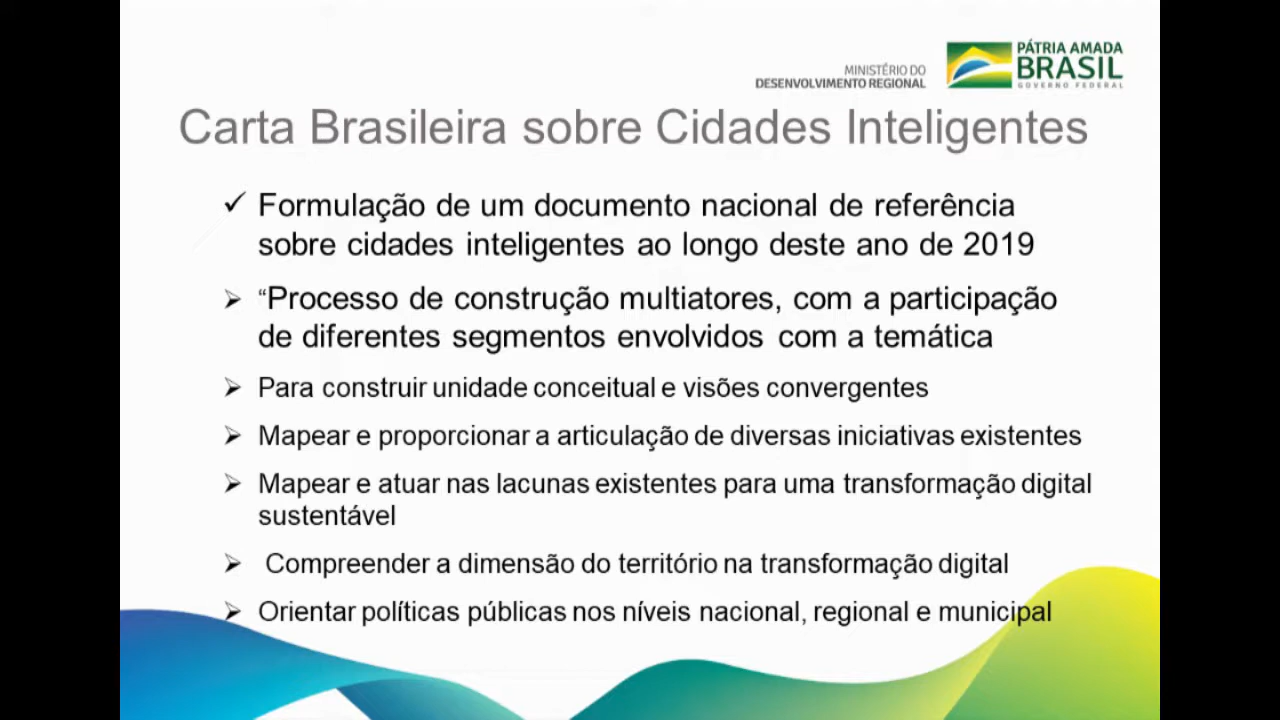 MINISTÉRIO DO
DESENVOLVIMENTO REGIONAL
PÁTRIA AMADA
BRASIL
GOVERNO FEDERAL
Carta Brasileira sobre Cidades Inteligentes
✓ Formulação de um documento nacional de referência
sobre cidades inteligentes ao longo deste ano de 2019
➢ “Processo de construção multiatores, com a participação
de diferentes segmentos envolvidos com a temática
➢ Para construir unidade conceitual e visões convergentes
➢ Mapear e proporcionar a articulação de diversas iniciativas existentes
➢ Mapear e atuar nas lacunas existentes para uma transformação digital
sustentável
➢ Compreender a dimensão do território na transformação digital
➢ Orientar políticas públicas nos níveis nacional, regional e municipal